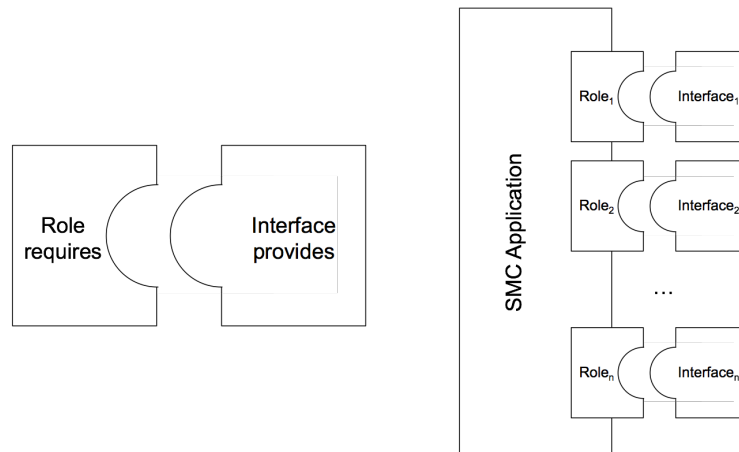 Role
requires
Interface
provides
SMC Application
Role₁
Interface₁
Role₂
Interface₂
...
Roleₙ
Interfaceₙ